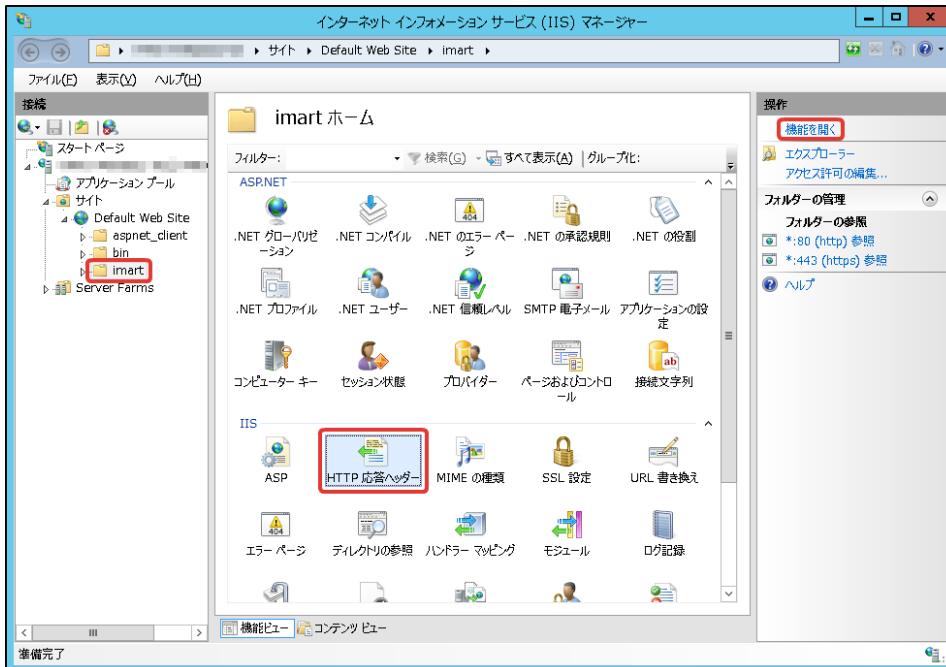 インターネット インフォメーション サービス (IIS) マネージャー
サイト
Default Web Site
imart
ファイル(F) 表示(V) ヘルプ(H)
接続
スタート ページ
アプリケーション プール
サイト
Default Web Site
aspnet_client
bin
imart
Server Farms
imart ホーム
フィルター: 検索(G) すべて表示(A) グループ化:
ASP.NET
.NET グローバリゼーション
.NET コンパイル
.NET のエラー ページ
.NET の承認規則
.NET の役割
.NET プロファイル
.NET ユーザー
.NET 信頼レベル
SMTP 電子メール
アプリケーションの設定
コンピューター キー
セッション状態
プロバイダー
ページおよびコントロール
接続文字列
IIS
ASP
HTTP 応答ヘッダー
MIME の種類
SSL 設定
URL 書き換え
404
エラー ページ
ディレクトリの参照
ハンドラー マッピング
モジュール
ログ記録
機能ビュー
コンテンツ ビュー
操作
機能を開く
エクスプローラー
アクセス許可の編集...
フォルダーの管理
フォルダーの参照
*:80 (http) 参照
*:443 (https) 参照
ヘルプ
準備完了